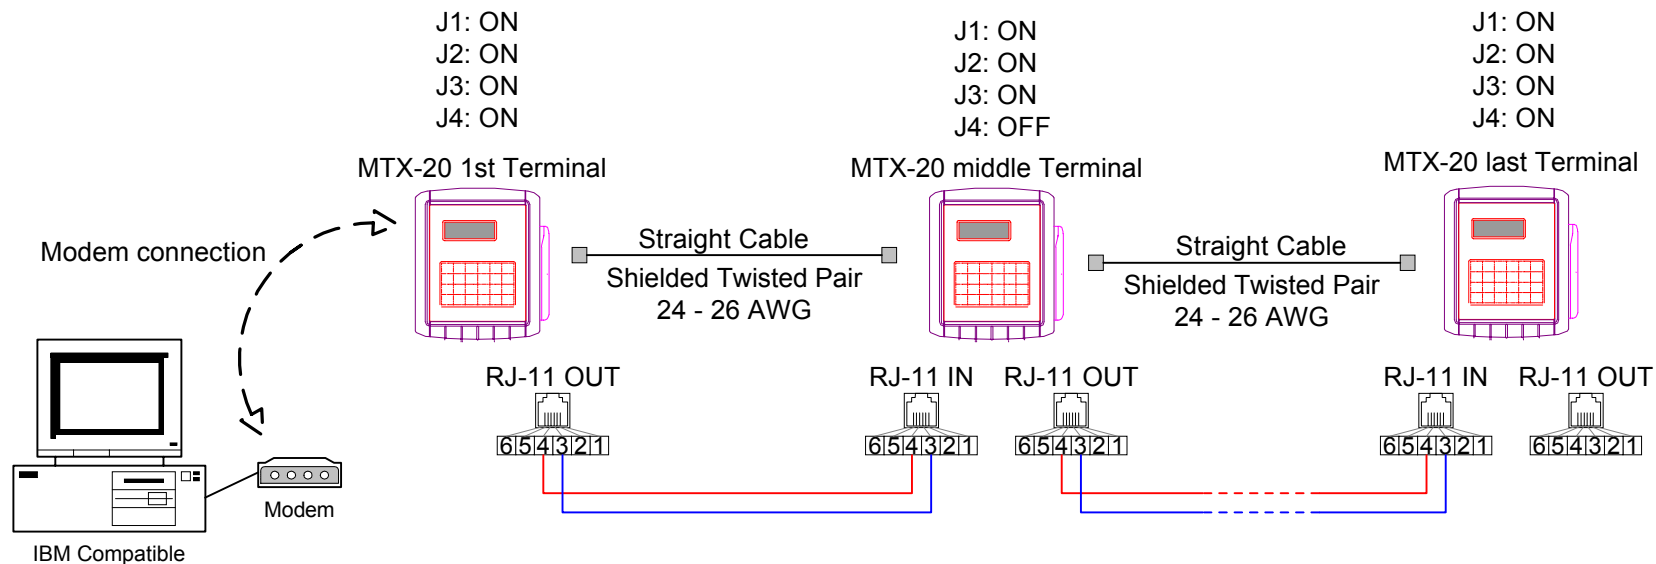 J1: ON
J2: ON
J3: ON
J4: ON
J1: ON
J2: ON
J3: ON
J4: OFF
J1: ON
J2: ON
J3: ON
J4: ON
MTX-20 1st Terminal
MTX-20 middle Terminal
MTX-20 last Terminal
Modem connection
Straight Cable
Shielded Twisted Pair
24 - 26 AWG
Straight Cable
Shielded Twisted Pair
24 - 26 AWG
RJ-11 OUT
RJ-11 IN
RJ-11 OUT
RJ-11 IN
RJ-11 OUT
6 5 4 3 2 1
6 5 4 3 2 1
6 5 4 3 2 1
6 5 4 3 2 1
6 5 4 3 2 1
Modem
IBM Compatible